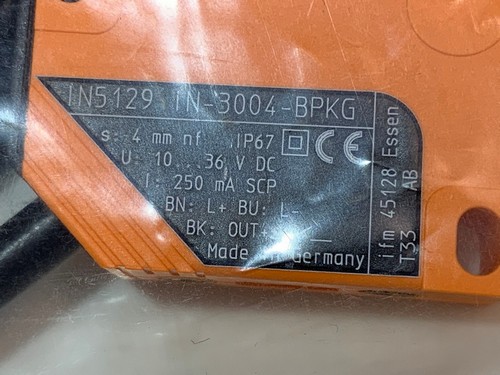 IN5129 IN-3004-BPKG
s: 4 mm nf IP67 CE
U: 10...36 V DC
I: 250 mA SCP
BN: L+ BU: L-
BK: OUT+
Made Germany
ifm 45128 Essen
T33 AB